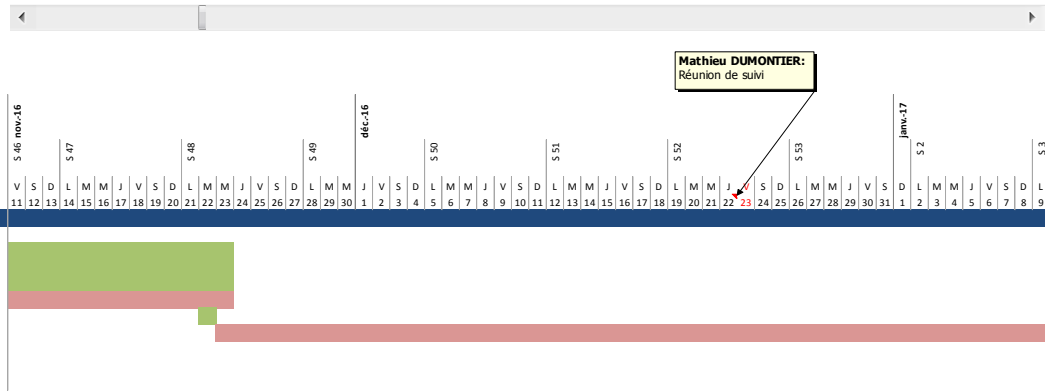 Mathieu DUMONTIER:
Réunion de suivi
nov.-16 déc.-16 janv.-17
S 46 S 47 S 48 S 49 S 50 S 51 S 52 S 53 S 2 S 3
V S D L M M J V S D L M M J V S D L M M J V S D L M M J V S D L M M J V S D L M M J V S D L M M J V S D L M M J V S D L
11 12 13 14 15 16 17 18 19 20 21 22 23 24 25 26 27 28 29 30 1 2 3 4 5 6 7 8 9 10 11 12 13 14 15 16 17 18 19 20 21 22 23 24 25 26 27 28 29 30 31 1 2 3 4 5 6 7 8 9